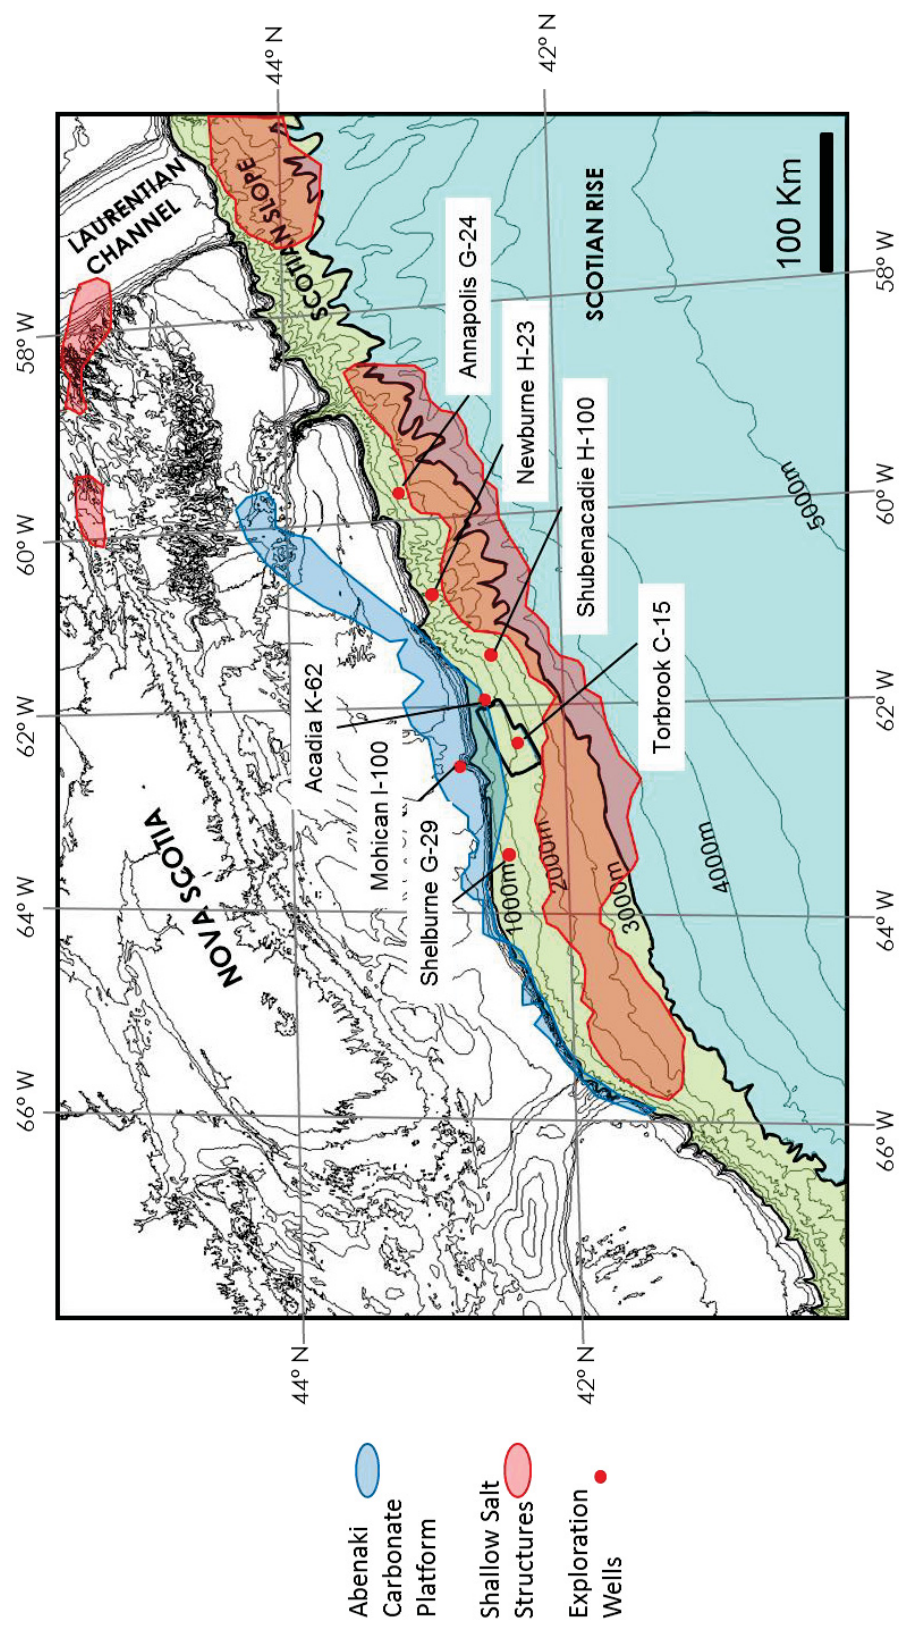 58° W
60° W
62° W
64° W
66° W
44° N
42° N
LAURENTIAN
CHANNEL
SCOTIAN SLOPE
NOVA SCOTIA
SCOTIAN RISE
Annapolis G-24
Newburne H-23
Shubenacadie H-100
Torbrook C-15
Acadia K-62
Mohican I-100
Shelburne G-29
1000m
2000m
3000m
4000m
5000m
100 Km
44° N
42° N
58° W
60° W
62° W
64° W
66° W
Abenaki
Carbonate
Platform
Shallow Salt
Structures
Exploration
Wells